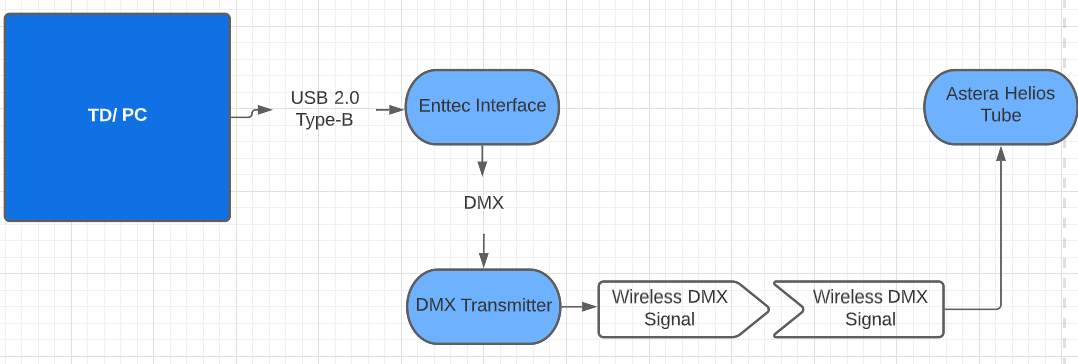 TD/ PC
USB 2.0
Type-B
Enttec Interface
Astera Helios
Tube
DMX
DMX Transmitter
Wireless DMX
Signal
Wireless DMX
Signal